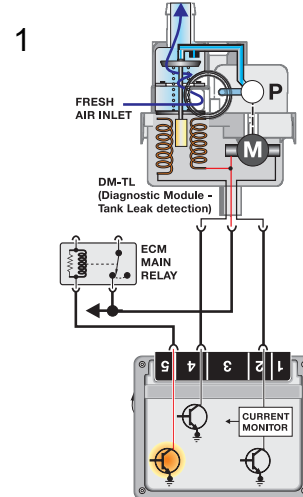 1
P
FRESH
AIR INLET
M
DM-TL
(Diagnostic Module -
Tank Leak detection)
ECM
MAIN
RELAY
5 4 3 2 1
CURRENT
MONITOR